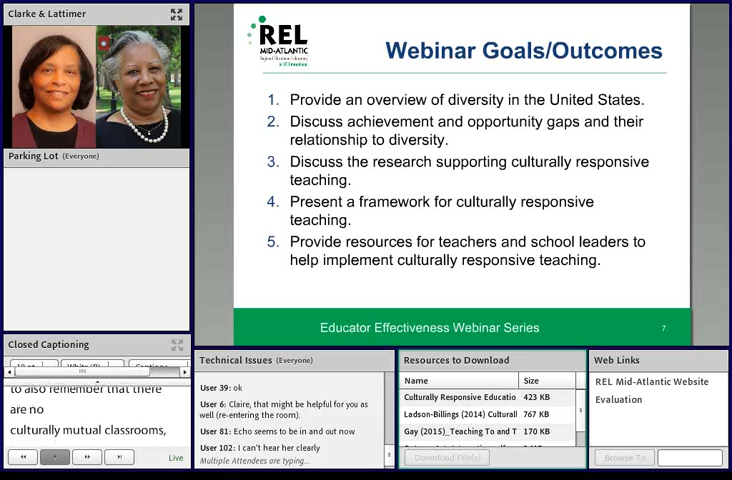 Clarke & Lattimer
Parking Lot (Everyone)
Closed Captioning
to also remember that there
are no
culturally mutual classrooms,
Live
REL
MID-ATLANTIC
Webinar Goals/Outcomes
1. Provide an overview of diversity in the United States.
2. Discuss achievement and opportunity gaps and their
relationship to diversity.
3. Discuss the research supporting culturally responsive
teaching.
4. Present a framework for culturally responsive
teaching.
5. Provide resources for teachers and school leaders to
help implement culturally responsive teaching.
Educator Effectiveness Webinar Series
7
Technical Issues (Everyone)
User 39: ok
User 6: Claire, that might be helpful for you as
well (re-entering the room).
User 81: Echo seems to be in and out now
User 102: I can't hear her clearly
Multiple Attendees are typing...
Resources to Download
Name Size
Culturally Responsive Educatio 423 KB
Ladson-Billings (2014) Culturall 767 KB
Gay (2015)_Teaching To and T 170 KB
Download File(s)
Web Links
REL Mid-Atlantic Website
Evaluation
Browse To